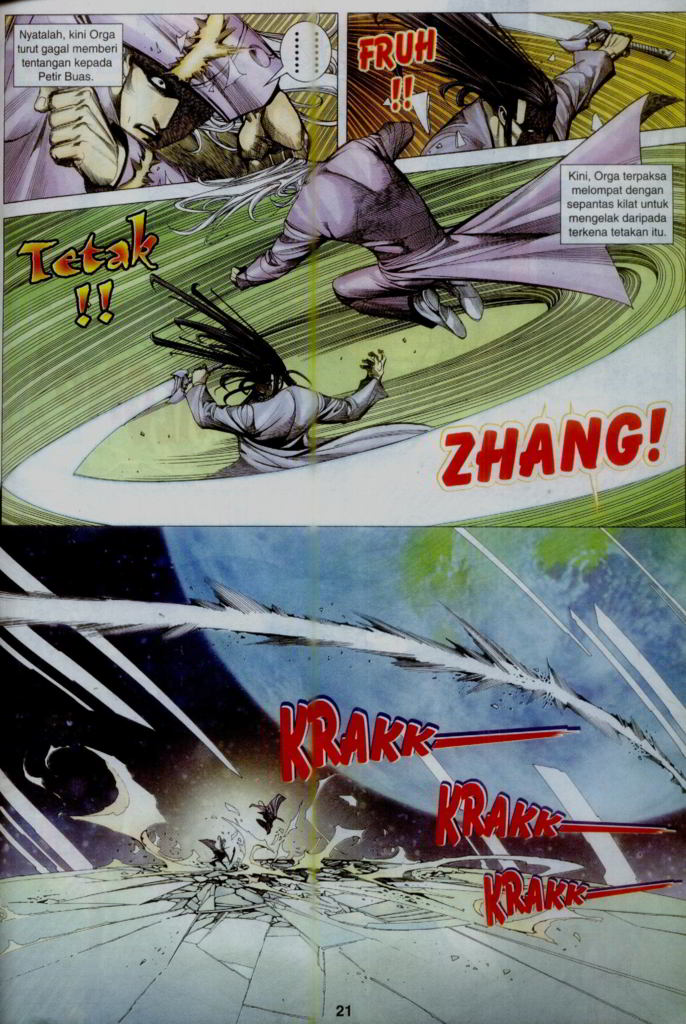 Nyatalah, kini Orga
turut gagal memberi
tentangan kepada
Petir Buas.
FRUH
!!
Kini, Orga terpaksa
melompat dengan
sepantas kilat untuk
mengelak daripada
terkena tetakan itu.
Tetak
!!
ZHANG!
KRAKK
KRAKK
KRAKK
21